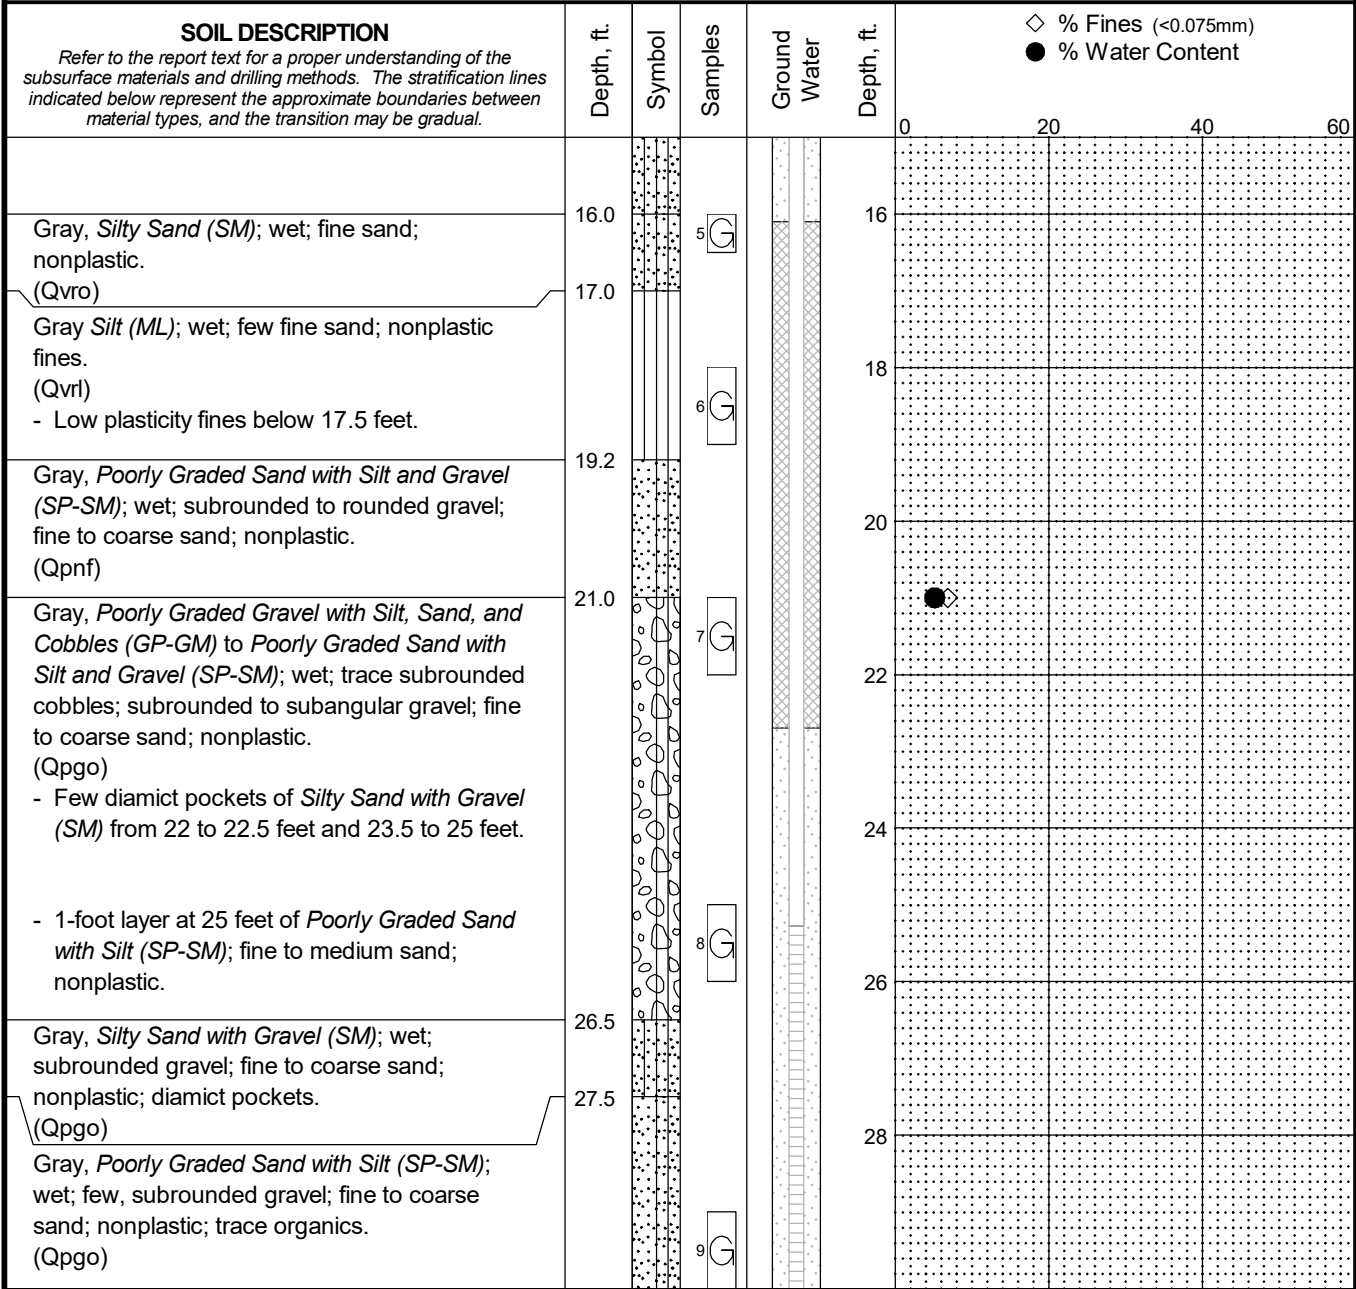 SOIL DESCRIPTION
Refer to the report text for a proper understanding of the
subsurface materials and drilling methods. The stratification lines
indicated below represent the approximate boundaries between
material types, and the transition may be gradual.
Depth, ft.
Symbol
Samples
Ground
Water
Depth, ft.
% Fines (<0.075mm)
% Water Content
0 20 40 60
16.0
Gray, Silty Sand (SM); wet; fine sand;
nonplastic.
(Qvro)
17.0
Gray Silt (ML); wet; few fine sand; nonplastic
fines.
(Qvrl)
- Low plasticity fines below 17.5 feet.
19.2
Gray, Poorly Graded Sand with Silt and Gravel
(SP-SM); wet; subrounded to rounded gravel;
fine to coarse sand; nonplastic.
(Qpnf)
21.0
Gray, Poorly Graded Gravel with Silt, Sand, and
Cobbles (GP-GM) to Poorly Graded Sand with
Silt and Gravel (SP-SM); wet; trace subrounded
cobbles; subrounded to subangular gravel; fine
to coarse sand; nonplastic.
(Qpgo)
- Few diamict pockets of Silty Sand with Gravel
(SM) from 22 to 22.5 feet and 23.5 to 25 feet.
- 1-foot layer at 25 feet of Poorly Graded Sand
with Silt (SP-SM); fine to medium sand;
nonplastic.
26.5
Gray, Silty Sand with Gravel (SM); wet;
subrounded gravel; fine to coarse sand;
nonplastic; diamict pockets.
(Qpgo)
27.5
Gray, Poorly Graded Sand with Silt (SP-SM);
wet; few, subrounded gravel; fine to coarse
sand; nonplastic; trace organics.
(Qpgo)
5 G
6 G
7 G
8 G
9 G
16
18
20
22
24
26
28